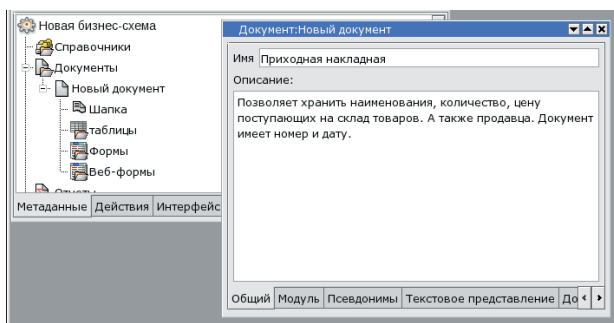 Новая бизнес-схема
Справочники
Документы
Новый документ
Шапка
таблицы
Формы
Веб-формы
Отчеты
Метаданные Действия Интерфейс
Документ:Новый документ
Имя Приходная накладная
Описание:
Позволяет хранить наименования, количество, цену
поступающих на склад товаров. А также продавца. Документ
имеет номер и дату.
Общий Модуль Псевдонимы Текстовое представление До